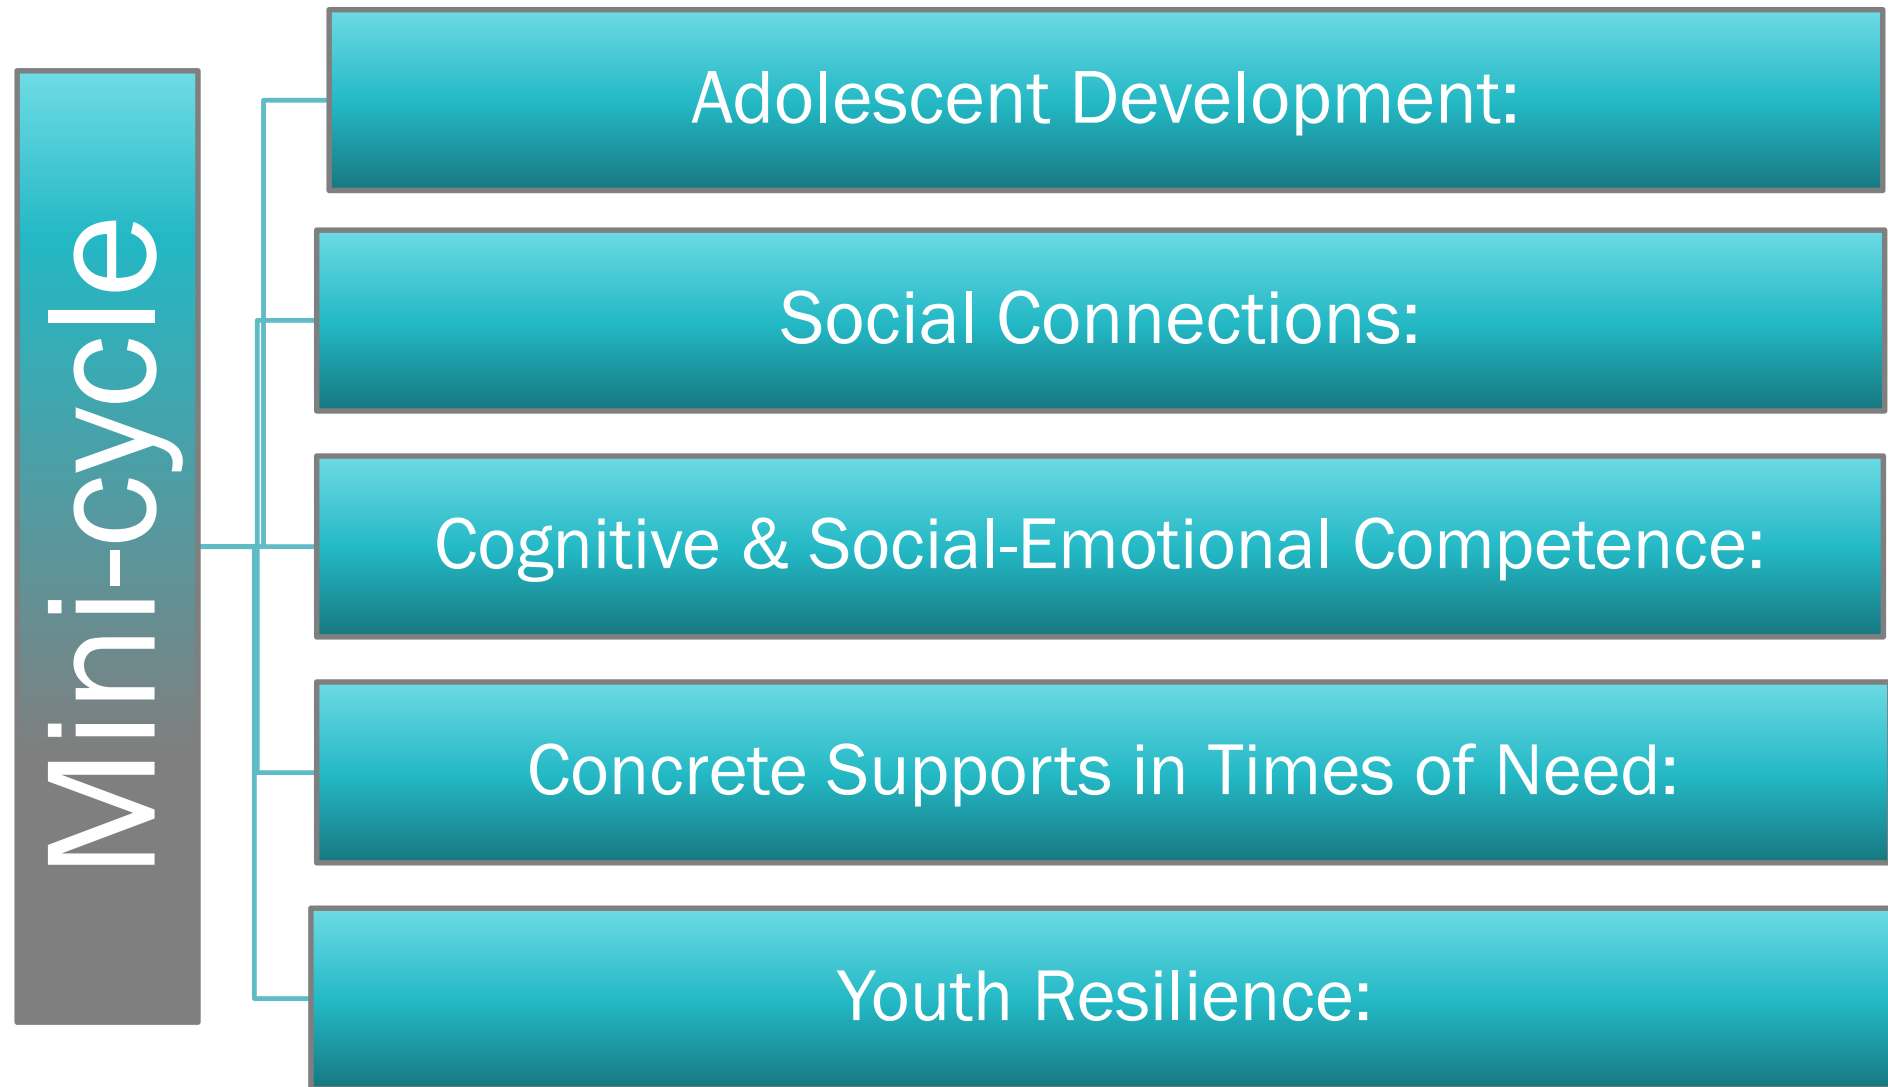 Mini-cycle
Adolescent Development:
Social Connections:
Cognitive & Social-Emotional Competence:
Concrete Supports in Times of Need:
Youth Resilience: